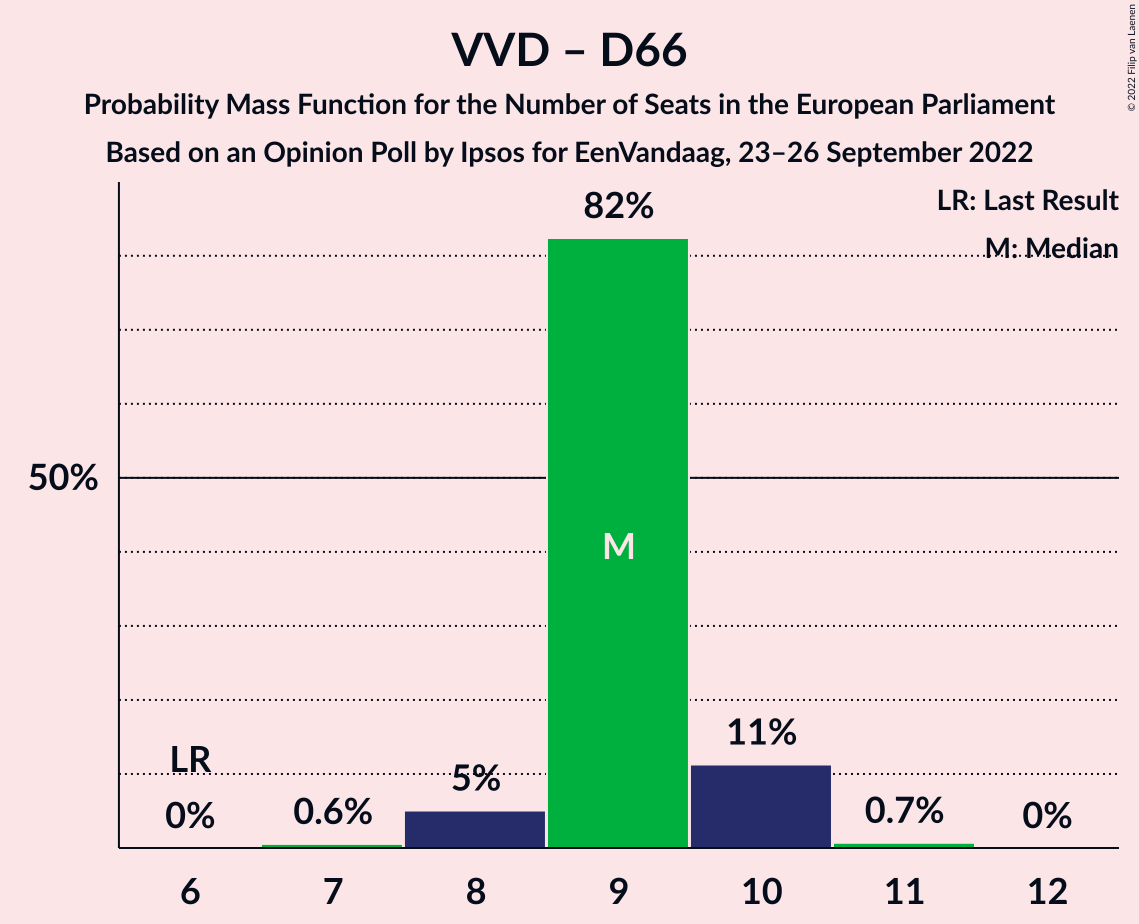 VVD – D66
Probability Mass Function for the Number of Seats in the European Parliament
Based on an Opinion Poll by Ipsos for EenVandaag, 23–26 September 2022
© 2022 Filip van Laenen
LR: Last Result
M: Median
82%
50%
M
11%
LR
5%
0%
0.6%
0.7%
0%
6 7 8 9 10 11 12